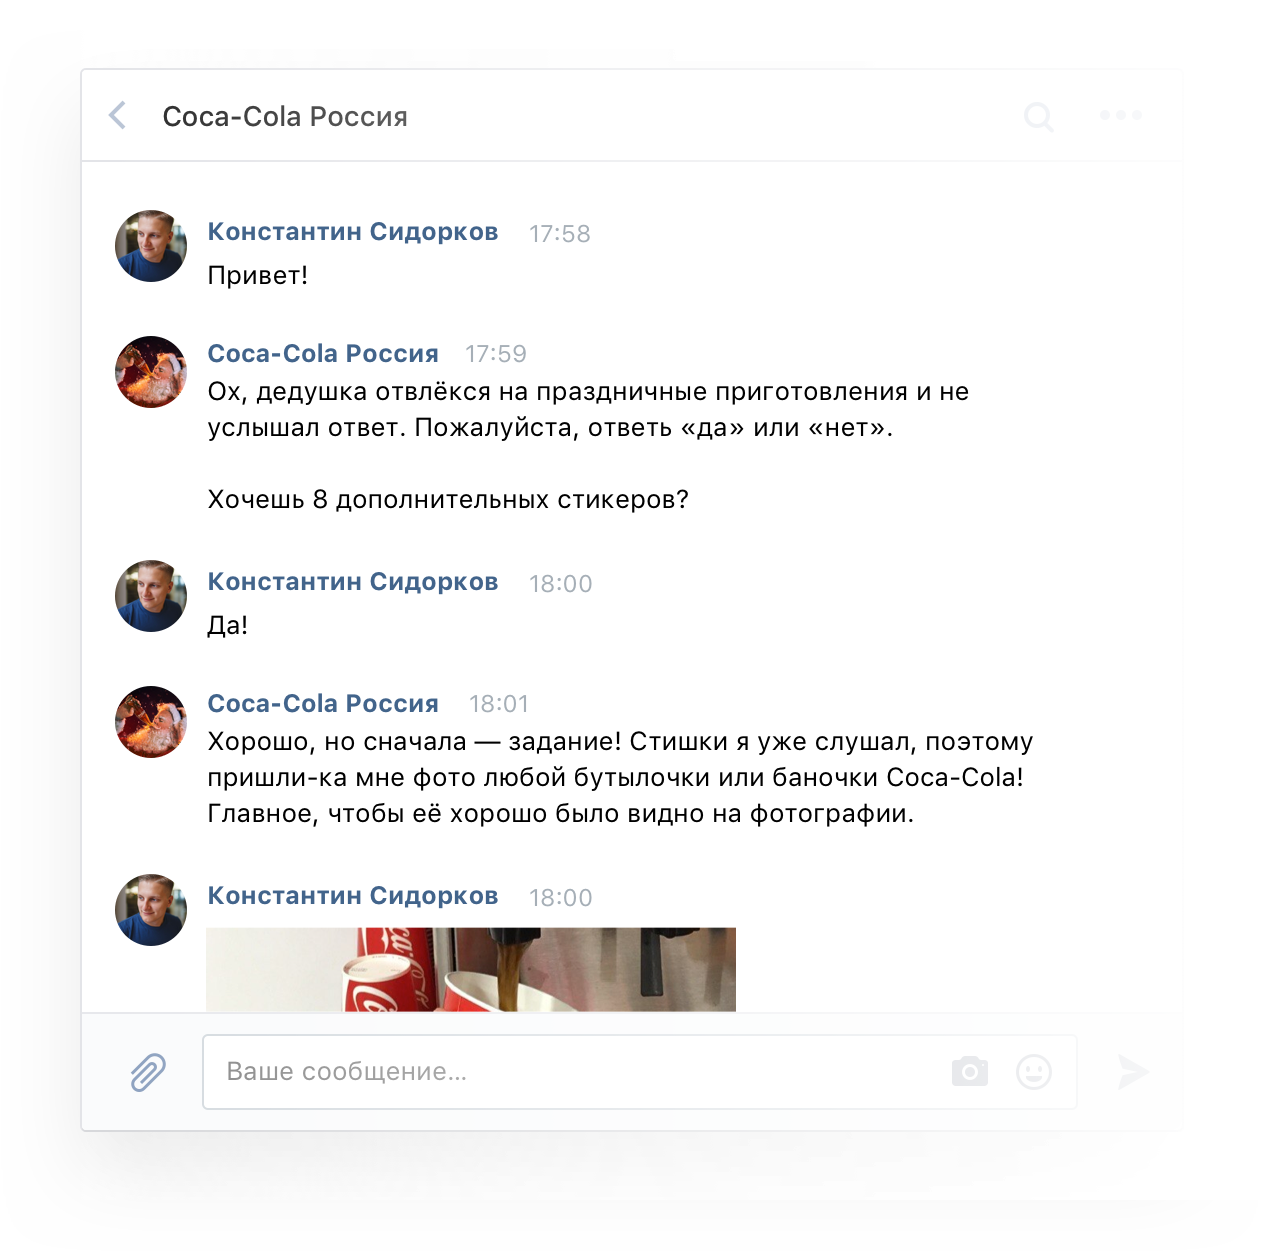 Coca-Cola Россия
Константин Сидорков 17:58
Привет!
Coca-Cola Россия 17:59
Ох, дедушка отвлёкся на праздничные приготовления и не
услышал ответ. Пожалуйста, ответь «да» или «нет».
Хочешь 8 дополнительных стикеров?
Константин Сидорков 18:00
Да!
Coca-Cola Россия 18:01
Хорошо, но сначала — задание! Стишки я уже слушал, поэтому
пришли-ка мне фото любой бутылочки или баночки Coca-Cola!
Главное, чтобы её хорошо было видно на фотографии.
Константин Сидорков 18:00
Ваше сообщение...